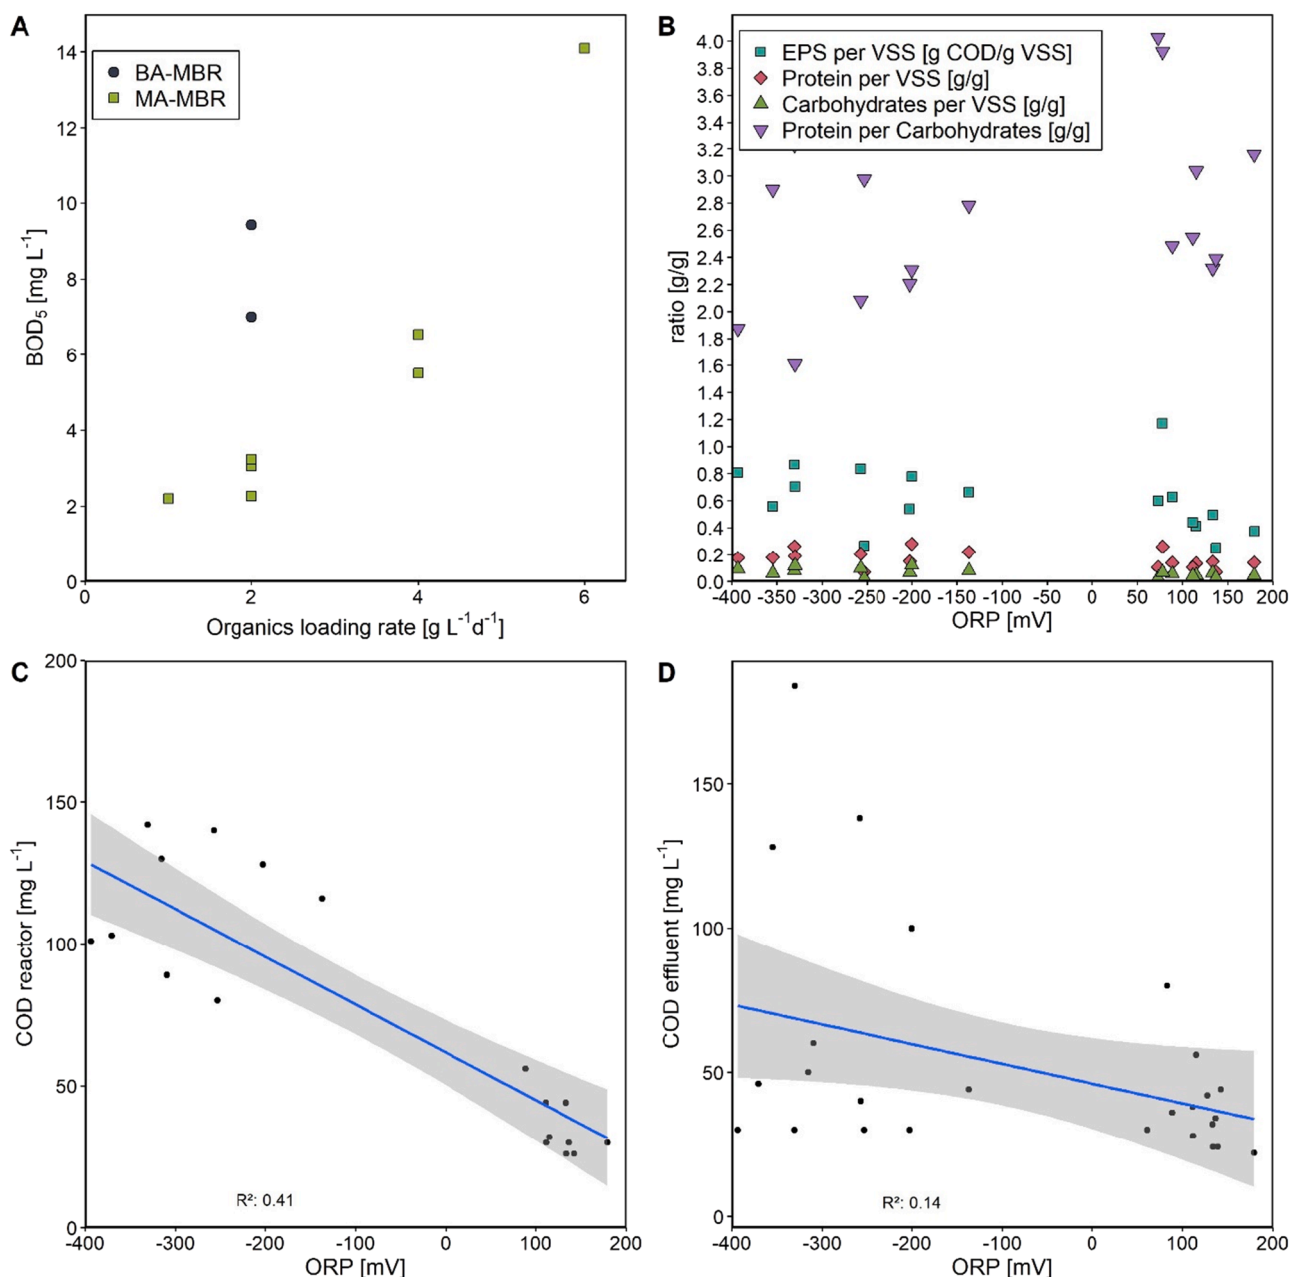 A
BA-MBR
MA-MBR
14
12
10
8
6
4
2
0
BOD₅ [mg L⁻¹]
0 2 4 6
Organics loading rate [g L⁻¹d⁻¹]
B
EPS per VSS [g COD/g VSS]
Protein per VSS [g/g]
Carbohydrates per VSS [g/g]
Protein per Carbohydrates [g/g]
4.0
3.8
3.6
3.4
3.2
3.0
2.8
2.6
2.4
2.2
2.0
1.8
1.6
1.4
1.2
1.0
0.8
0.6
0.4
0.2
0.0
ratio [g/g]
-400 -350 -300 -250 -200 -150 -100 -50 0 50 100 150 200
ORP [mV]
C
200
150
100
50
0
COD reactor [mg L⁻¹]
R²: 0.41
-400 -300 -200 -100 0 100 200
ORP [mV]
D
150
100
50
0
COD effluent [mg L⁻¹]
R²: 0.14
-400 -300 -200 -100 0 100 200
ORP [mV]